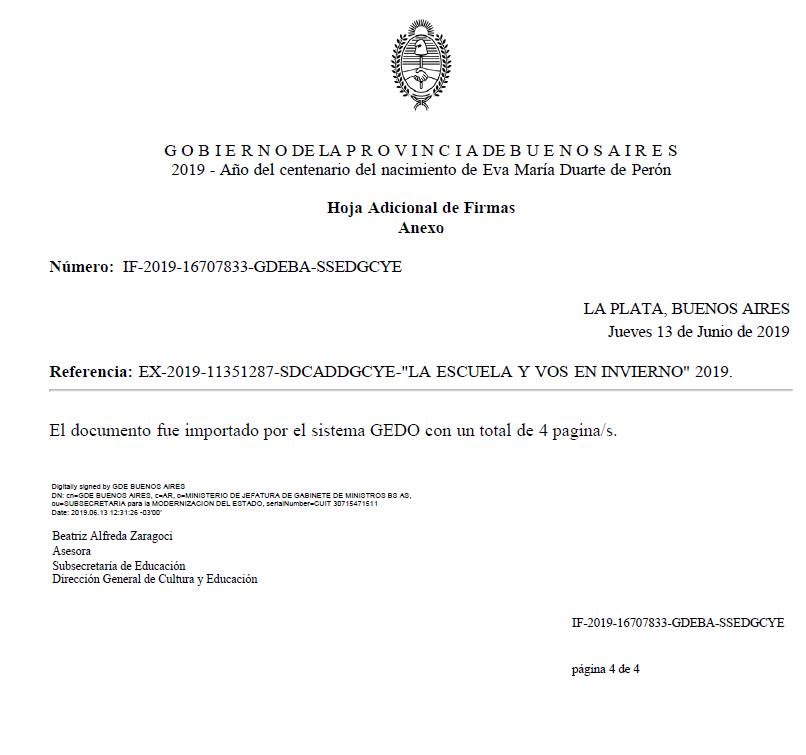 G O B I E R N O DE LA P R O V I N C I A DE B U E N O S A I R E S
2019 - Año del centenario del nacimiento de Eva María Duarte de Perón
Hoja Adicional de Firmas
Anexo
Número: IF-2019-16707833-GDEBA-SSEDGCYE
LA PLATA, BUENOS AIRES
Jueves 13 de Junio de 2019
Referencia: EX-2019-11351287-SDCADDGCYE-"LA ESCUELA Y VOS EN INVIERNO" 2019.
El documento fue importado por el sistema GEDO con un total de 4 pagina/s.
Digitally signed by GDE BUENOS AIRES
DN: cn=GDE BUENOS AIRES, c=AR, o=MINISTERIO DE JEFATURA DE GABINETE DE MINISTROS BS AS,
ou=SUBSECRETARIA para la MODERNIZACION DEL ESTADO, serialNumber=CUIT 30715471511
Date: 2019.06.13 12:31:26 -03'00'
Beatriz Alfreda Zaragoci
Asesora
Subsecretaría de Educación
Dirección General de Cultura y Educación
IF-2019-16707833-GDEBA-SSEDGCYE
página 4 de 4